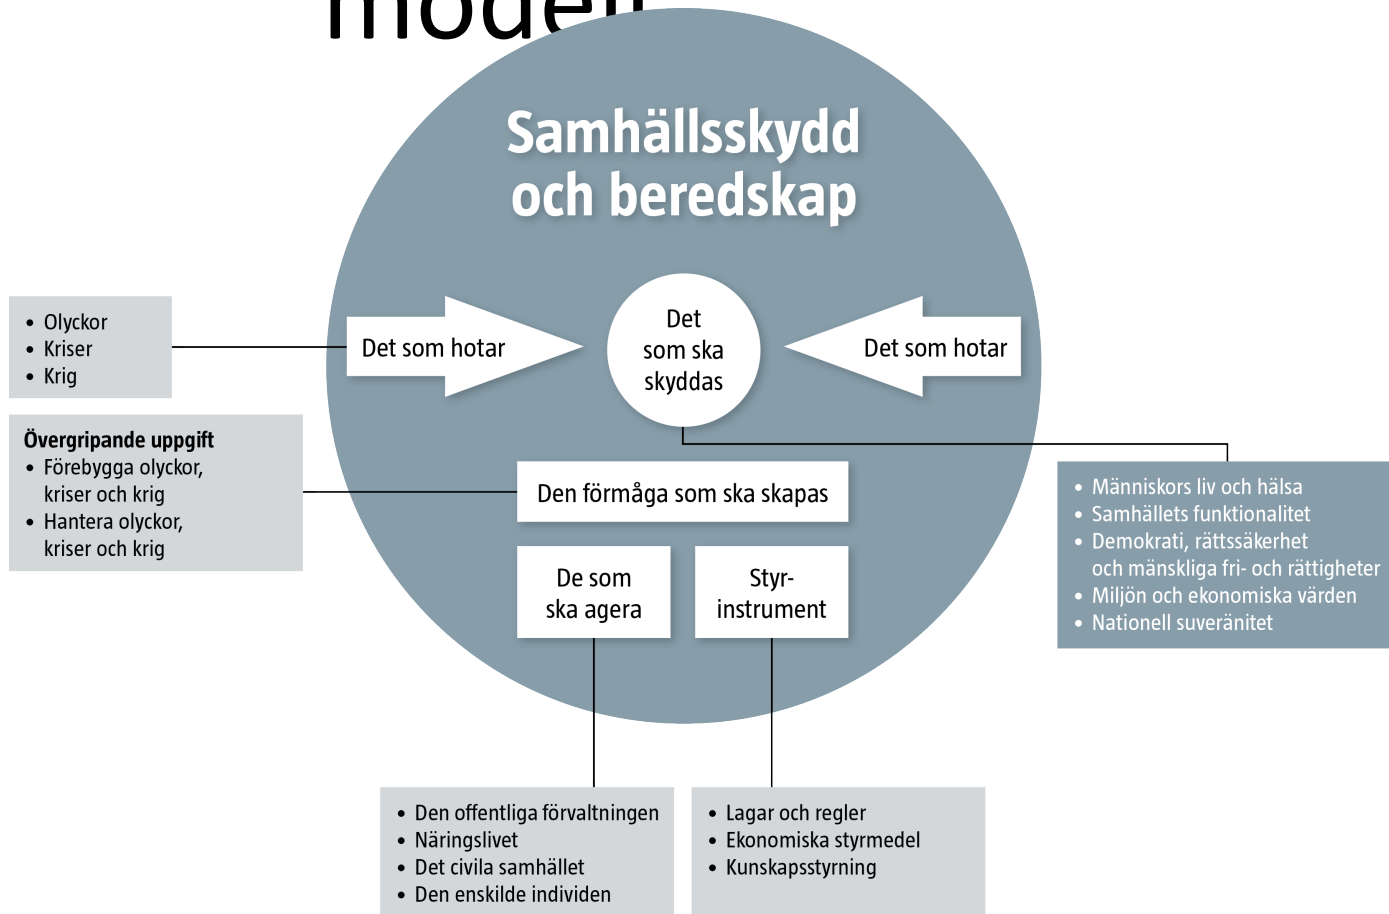 modell
Samhällsskydd
och beredskap
Det
som ska
skyddas
Det som hotar
Det som hotar
• Olyckor
• Kriser
• Krig
Övergripande uppgift
• Förebygga olyckor,
kriser och krig
• Hantera olyckor,
kriser och krig
Den förmåga som ska skapas
• Människors liv och hälsa
• Samhällets funktionalitet
• Demokrati, rättssäkerhet
och mänskliga fri- och rättigheter
• Miljön och ekonomiska värden
• Nationell suveränitet
De som
ska agera
Styr-
instrument
• Den offentliga förvaltningen
• Näringslivet
• Det civila samhället
• Den enskilde individen
• Lagar och regler
• Ekonomiska styrmedel
• Kunskapsstyrning